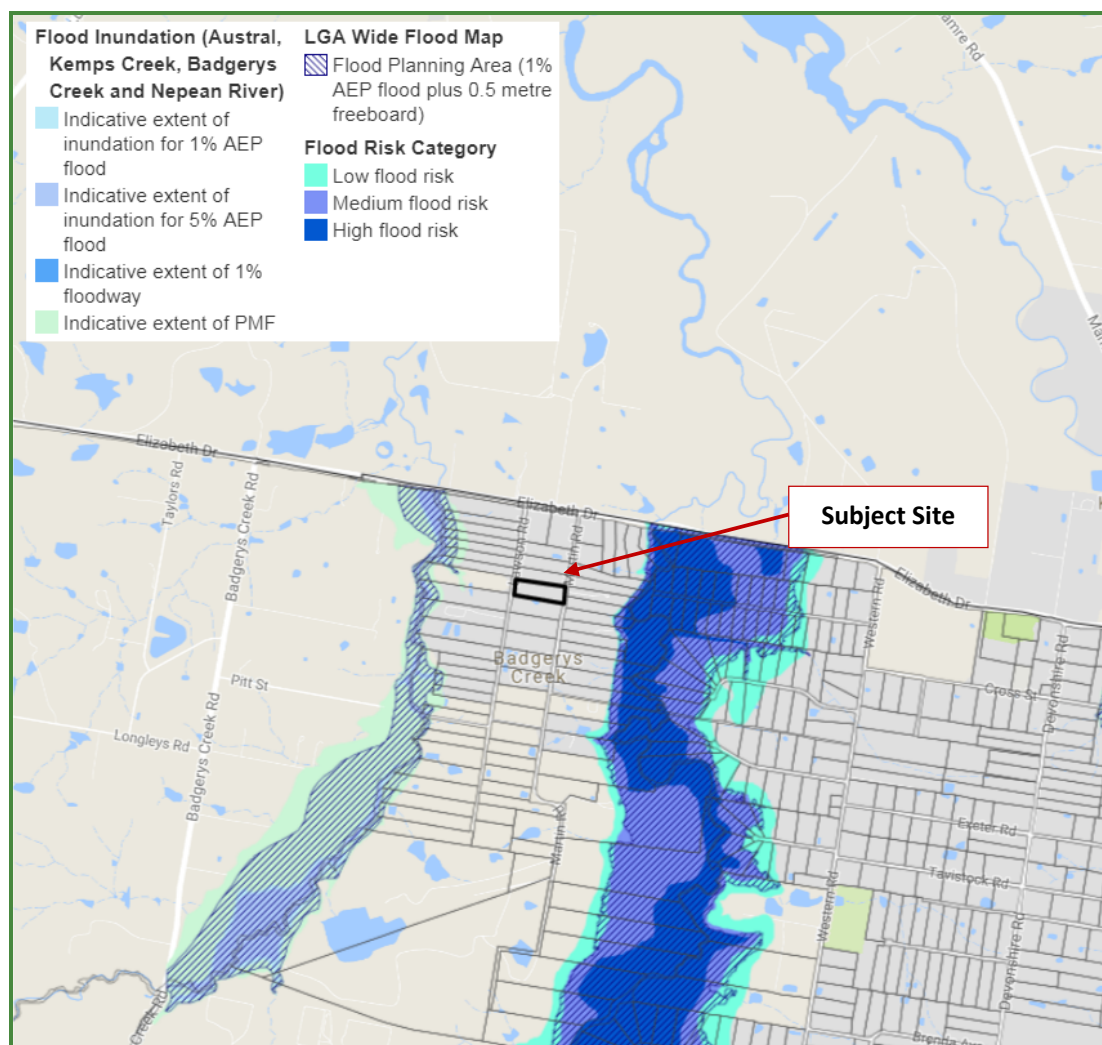 Flood Inundation (Austral,
Kemps Creek, Badgerys
Creek and Nepean River)
Indicative extent of
inundation for 1% AEP
flood
Indicative extent of
inundation for 5% AEP
flood
Indicative extent of 1%
floodway
Indicative extent of PMF
LGA Wide Flood Map
Flood Planning Area (1%
AEP flood plus 0.5 metre
freeboard)
Flood Risk Category
Low flood risk
Medium flood risk
High flood risk
Elizabeth Dr
Taylors Rd
Badgerys Creek Rd N
Elizabeth Dr
Subject Site
Martin Rd
Western Rd
Elizabeth Dr
Badgerys
Creek
Pitt St
Cross St
Devonshire Rd
Longleys Rd
Badgerys Creek Rd
Martin Rd
Exeter Rd
Tavistock Rd
Western Rd
Devonshire Rd
Creek Rd